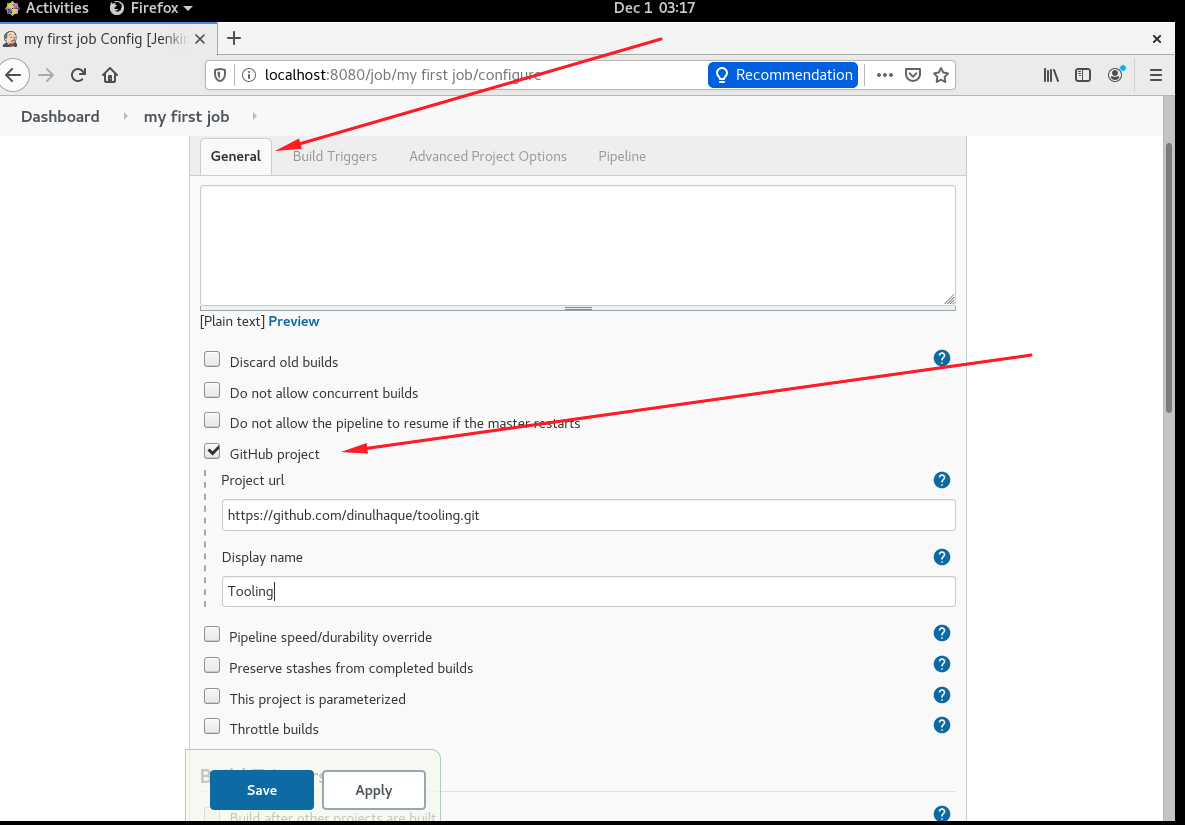 Activities Firefox Dec 1 03:17
my first job Config [Jenki
localhost:8080/job/my first job/configure Recommendation
Dashboard my first job
General Build Triggers Advanced Project Options Pipeline
[Plain text] Preview
Discard old builds
Do not allow concurrent builds
Do not allow the pipeline to resume if the master restarts
GitHub project
Project url
https://github.com/dinulhaque/tooling.git
Display name
Tooling
Pipeline speed/durability override
Preserve stashes from completed builds
This project is parameterized
Throttle builds
Build Triggers
Save Apply
Build after other projects are built